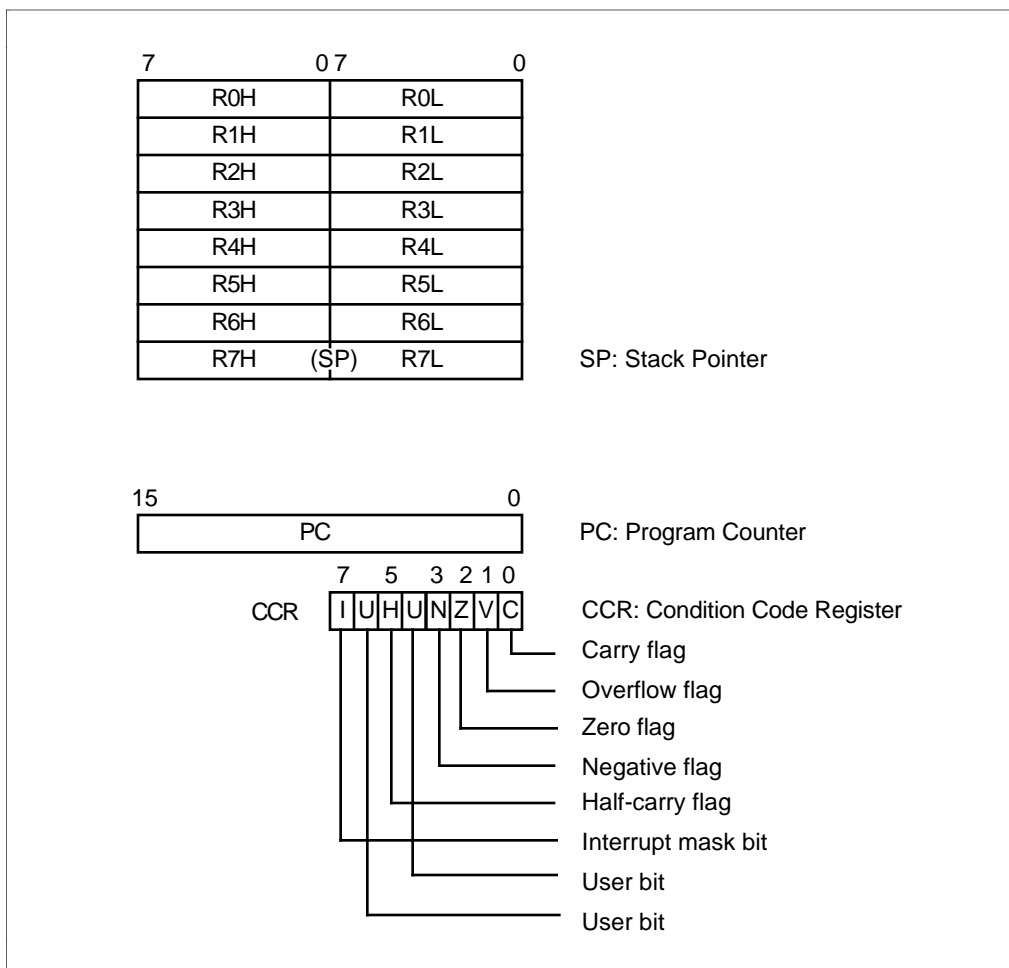 7 0 7 0
R0H R0L
R1H R1L
R2H R2L
R3H R3L
R4H R4L
R5H R5L
R6H R6L
R7H (SP) R7L SP: Stack Pointer
15 0
PC PC: Program Counter
7 5 3 2 1 0
CCR I U H U N Z V C CCR: Condition Code Register
Carry flag
Overflow flag
Zero flag
Negative flag
Half-carry flag
Interrupt mask bit
User bit
User bit